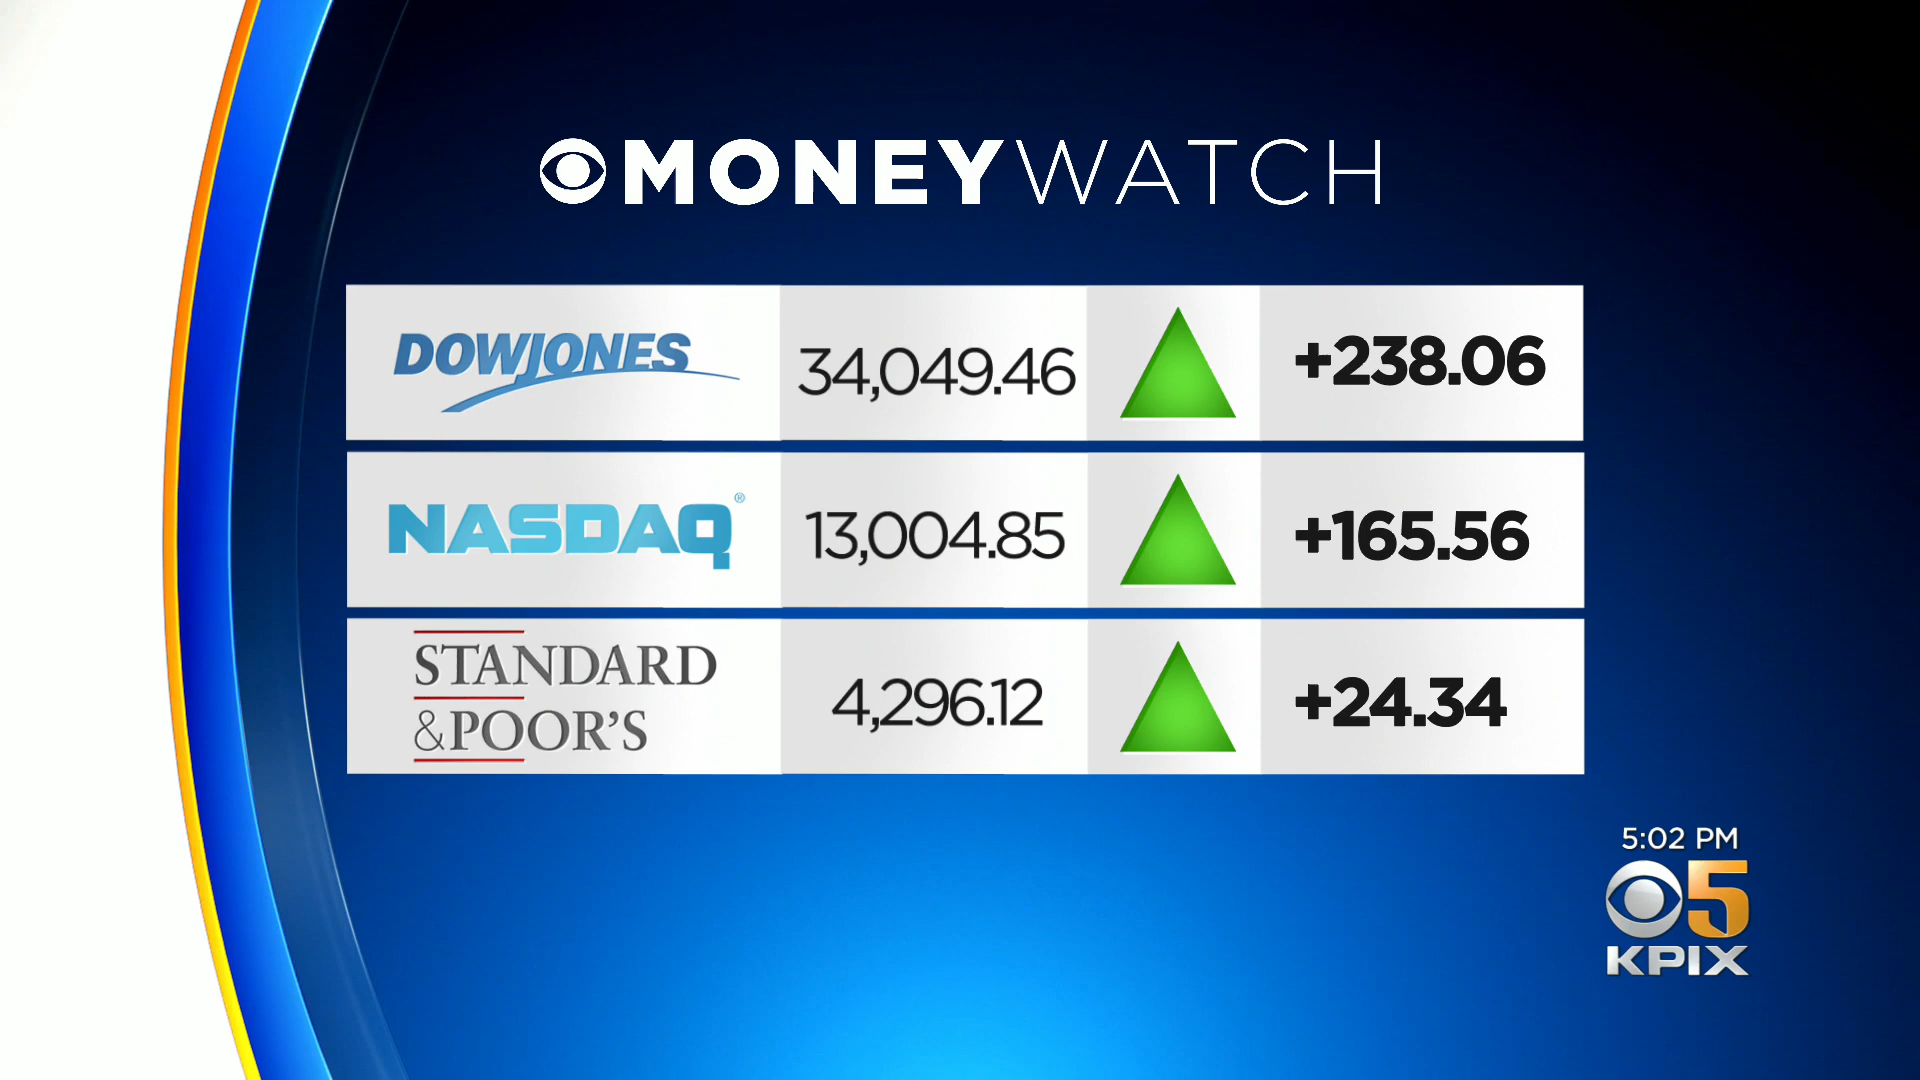 MONEYWATCH
DOWJONES 34,049.46 +238.06
NASDAQ® 13,004.85 +165.56
STANDARD
&POOR'S
4,296.12 +24.34
5:02 PM
5
KPIX